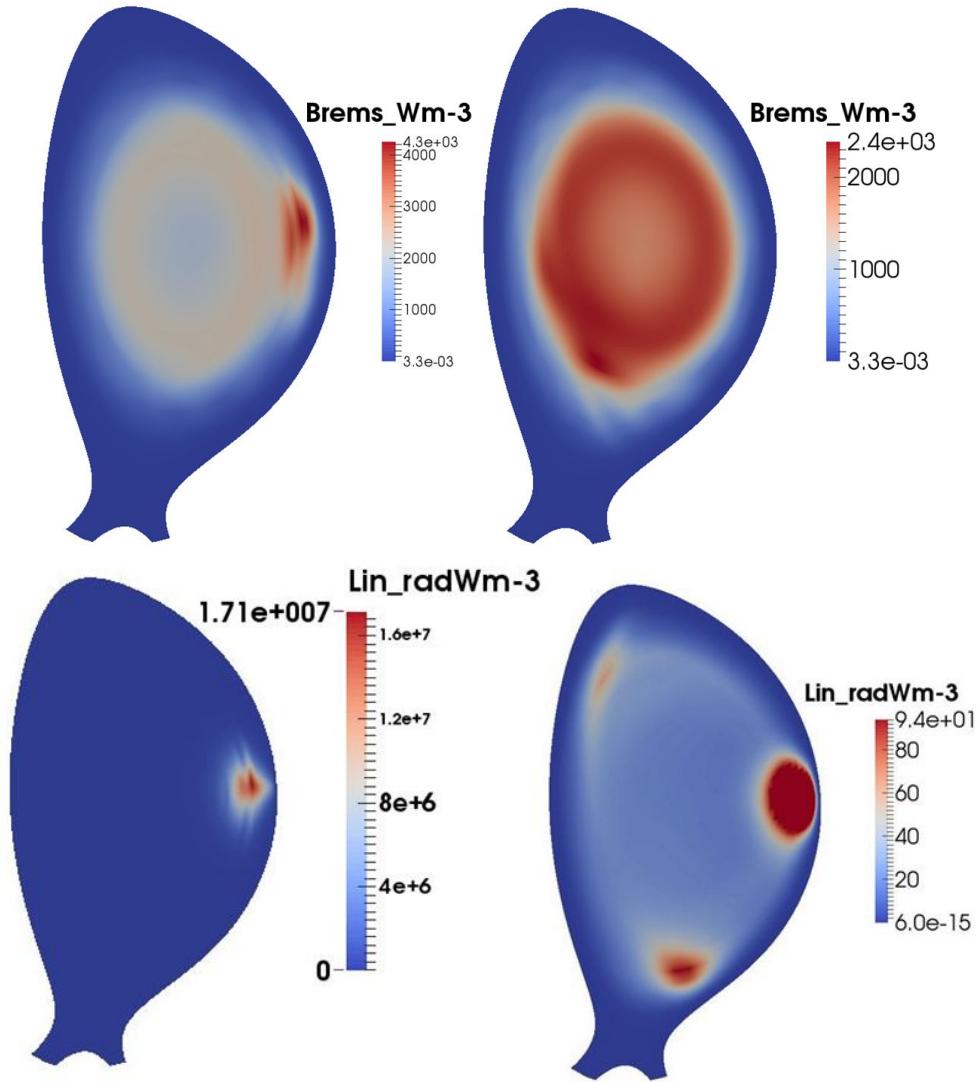 Brems_Wm-3
4.3e+03
4000
3000
2000
1000
3.3e-03
Brems_Wm-3
2.4e+03
2000
1000
3.3e-03
Lin_radWm-3
1.71e+007
1.6e+7
1.2e+7
8e+6
4e+6
0
Lin_radWm-3
9.4e+01
80
60
40
20
6.0e-15